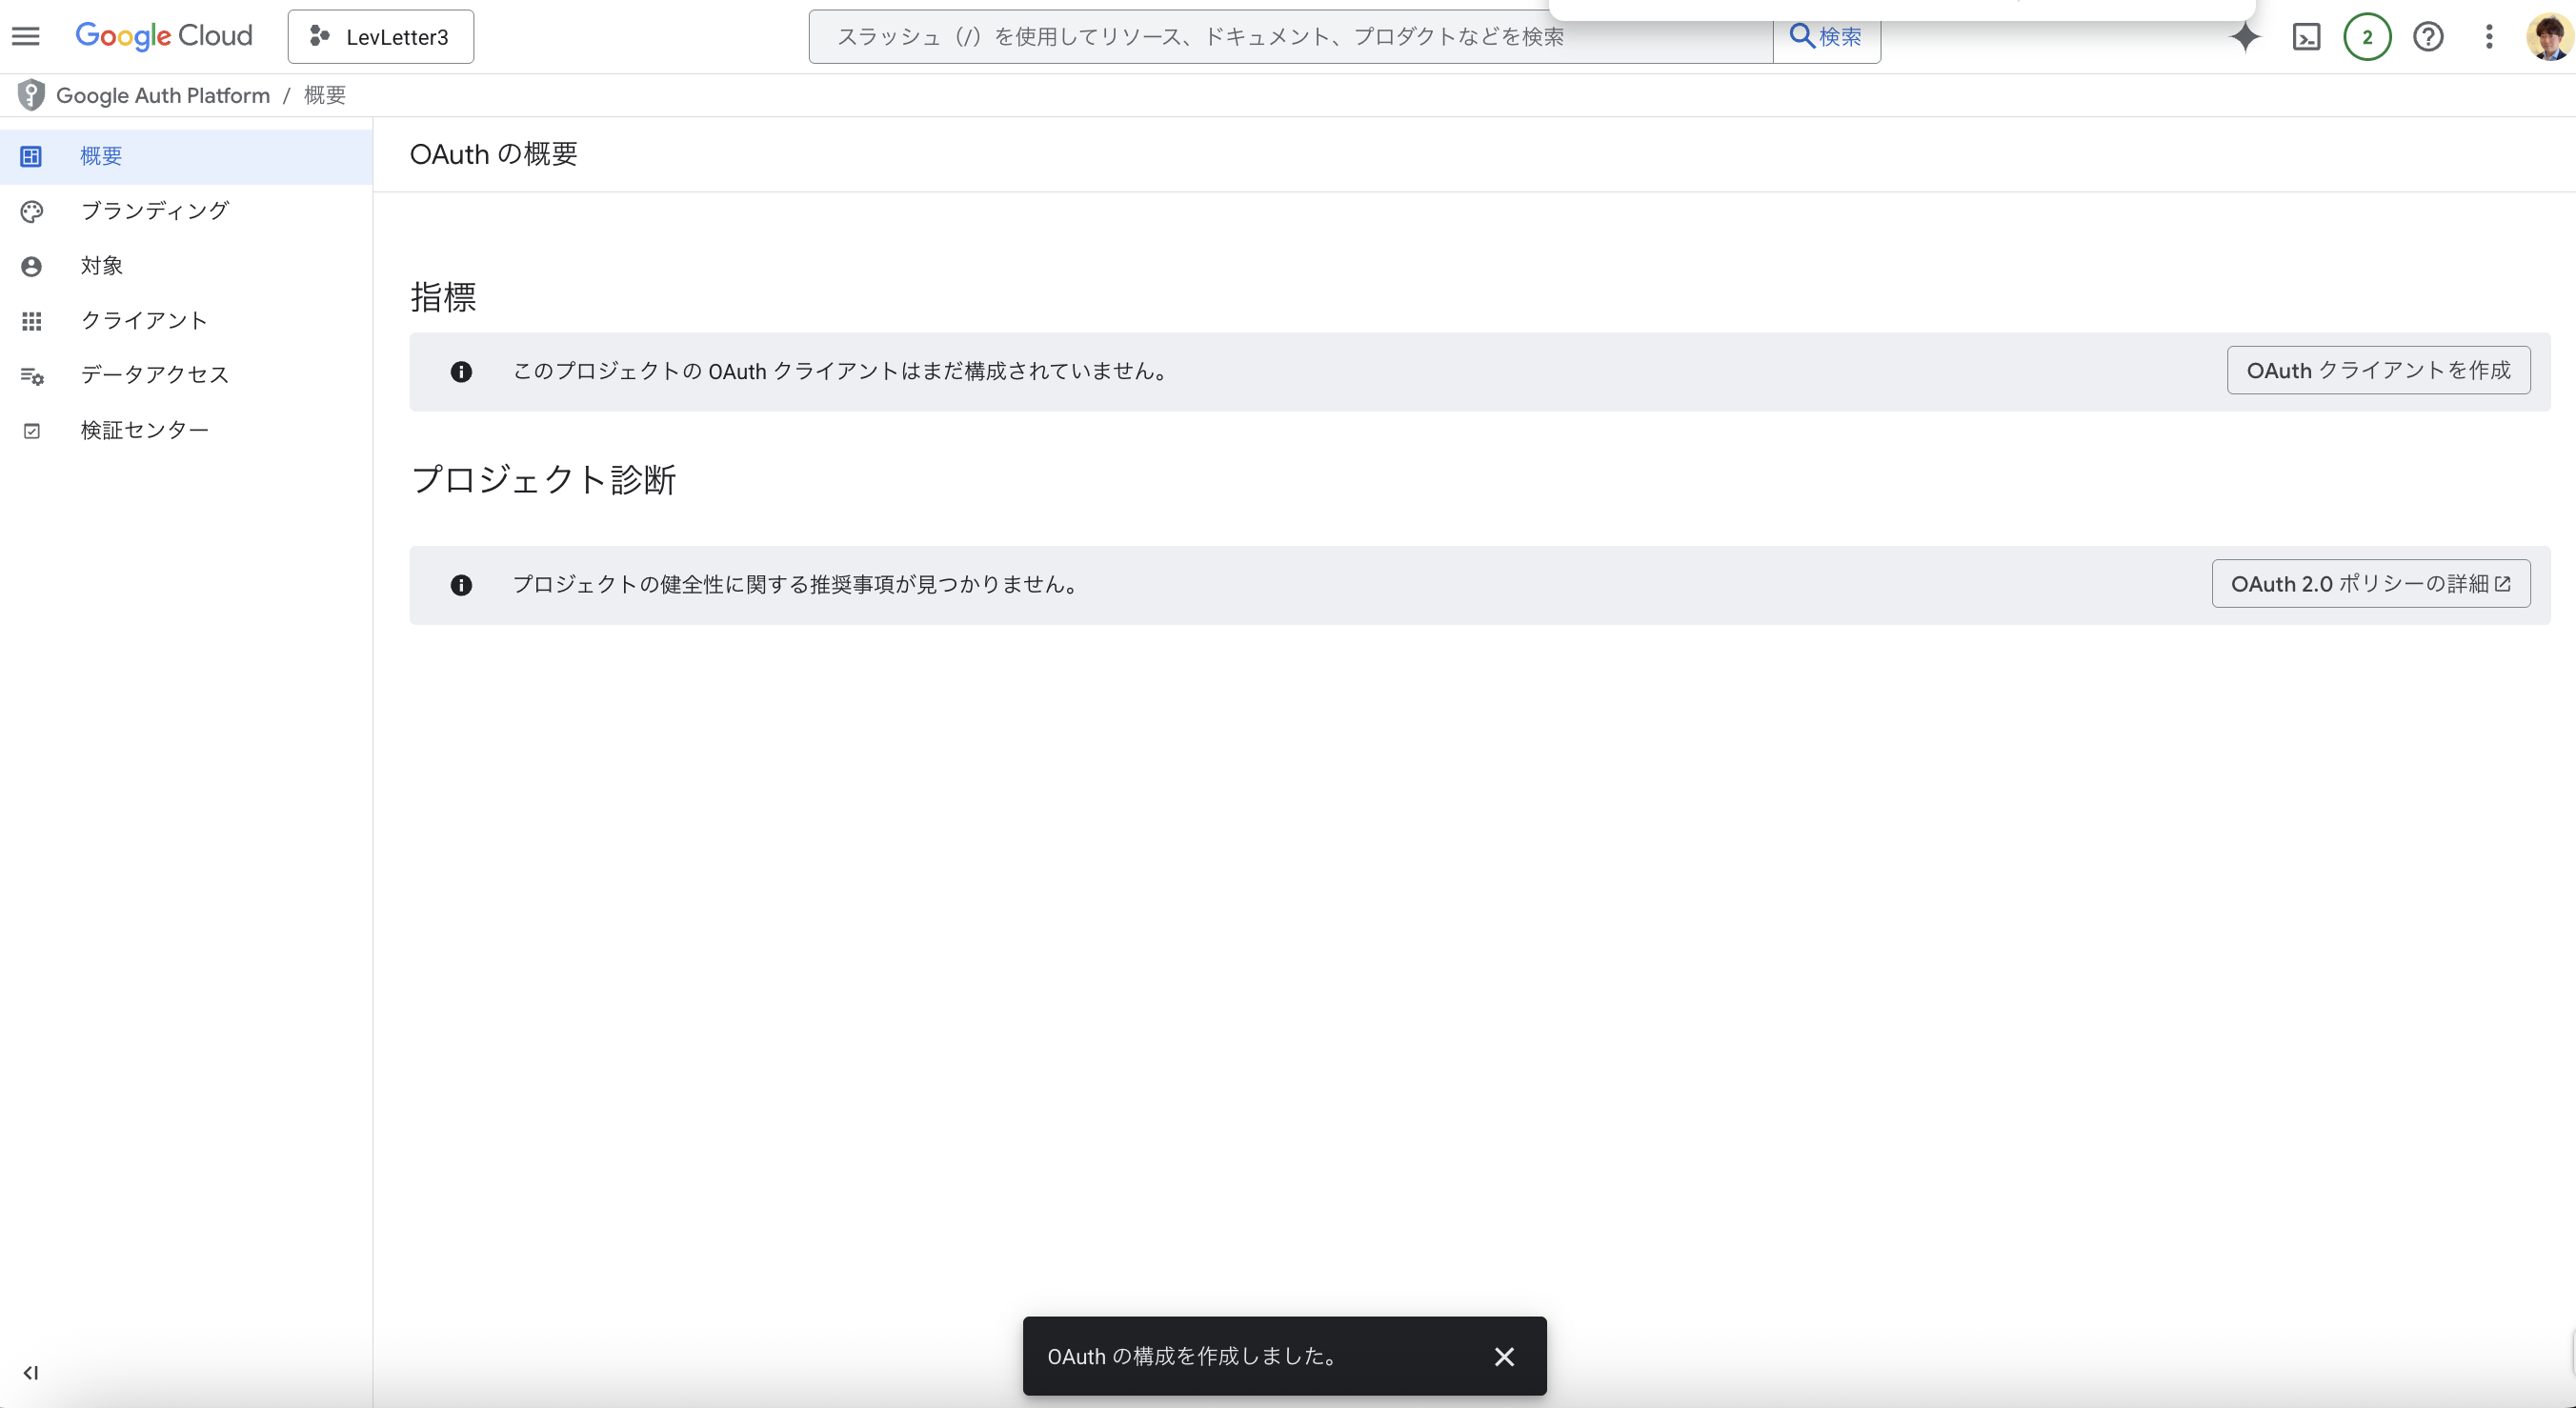 Google Cloud
LevLetter3
スラッシュ（/）を使用してリソース、ドキュメント、プロダクトなどを検索
検索
2
Google Auth Platform / 概要
概要
ブランディング
対象
クライアント
データアクセス
検証センター
OAuth の概要
指標
このプロジェクトの OAuth クライアントはまだ構成されていません。
OAuth クライアントを作成
プロジェクト診断
プロジェクトの健全性に関する推奨事項が見つかりません。
OAuth 2.0 ポリシーの詳細
OAuth の構成を作成しました。